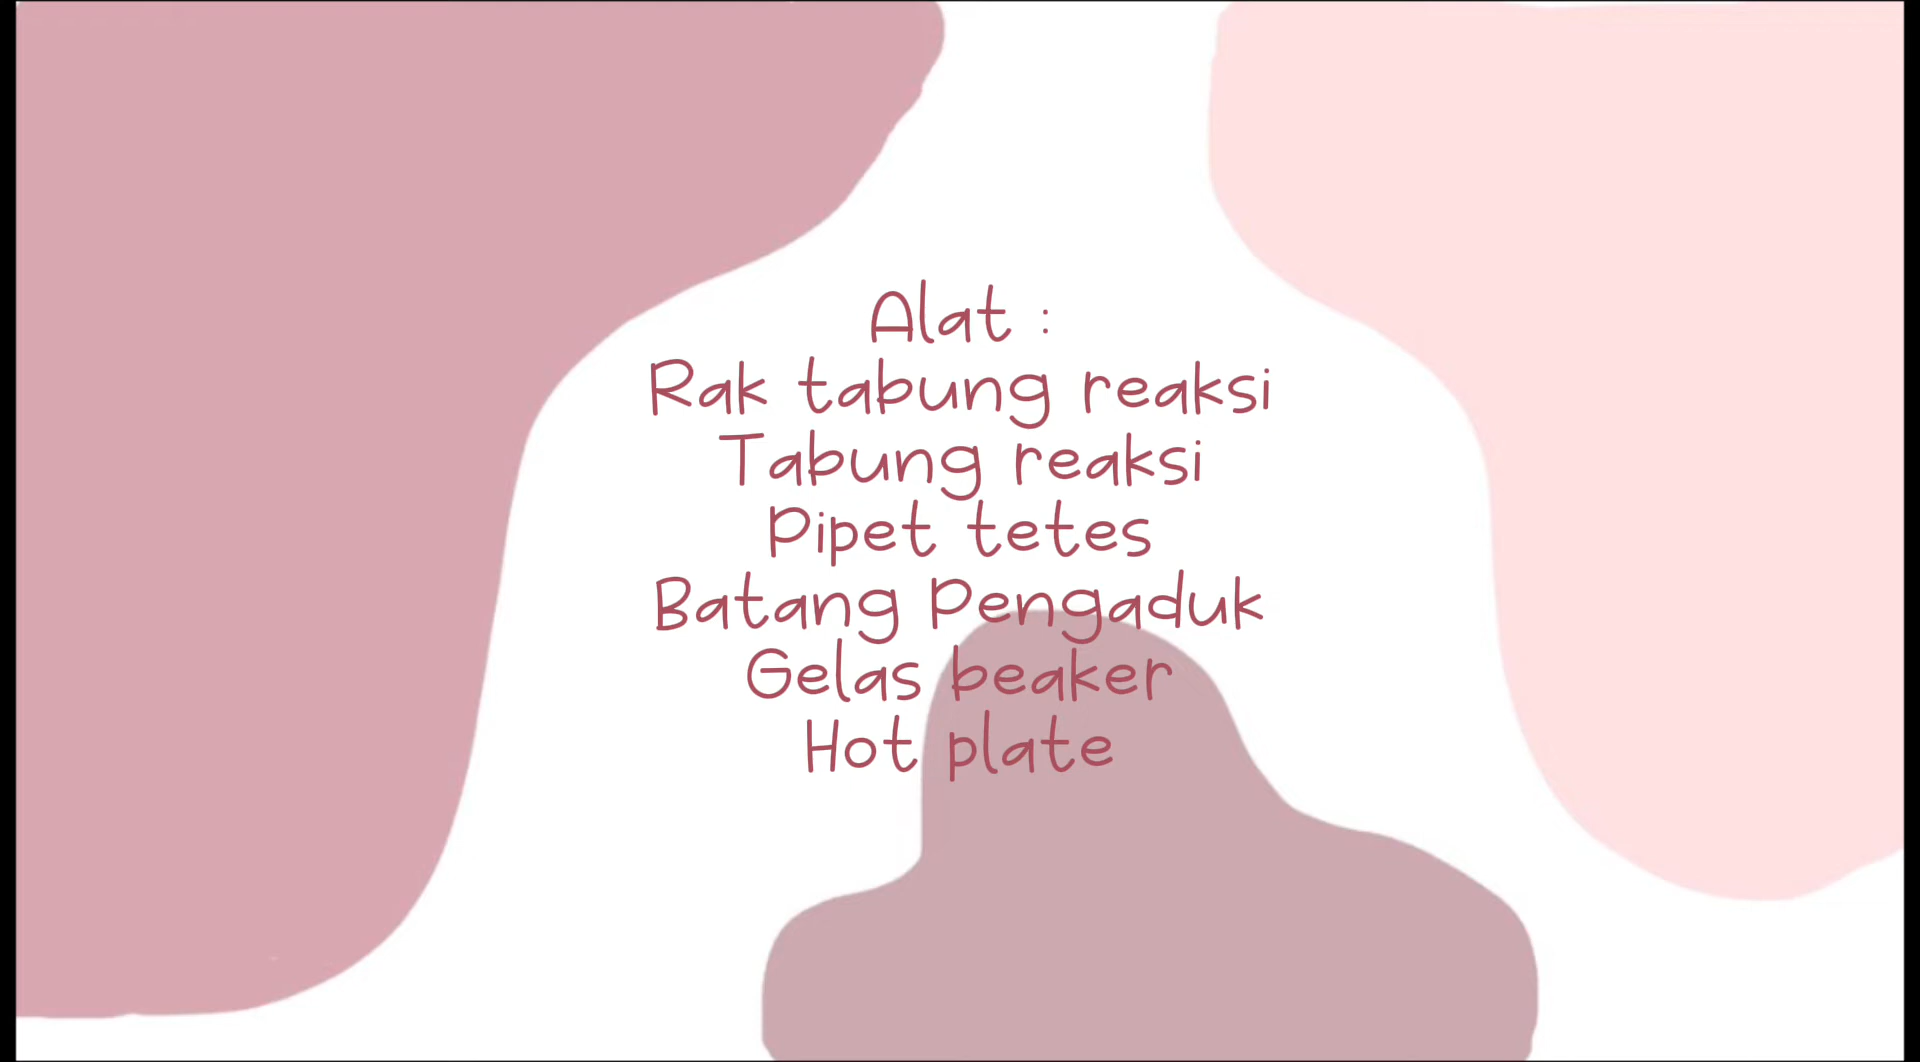 Alat :
Rak tabung reaksi
Tabung reaksi
Pipet tetes
Batang Pengaduk
Gelas beaker
Hot plate